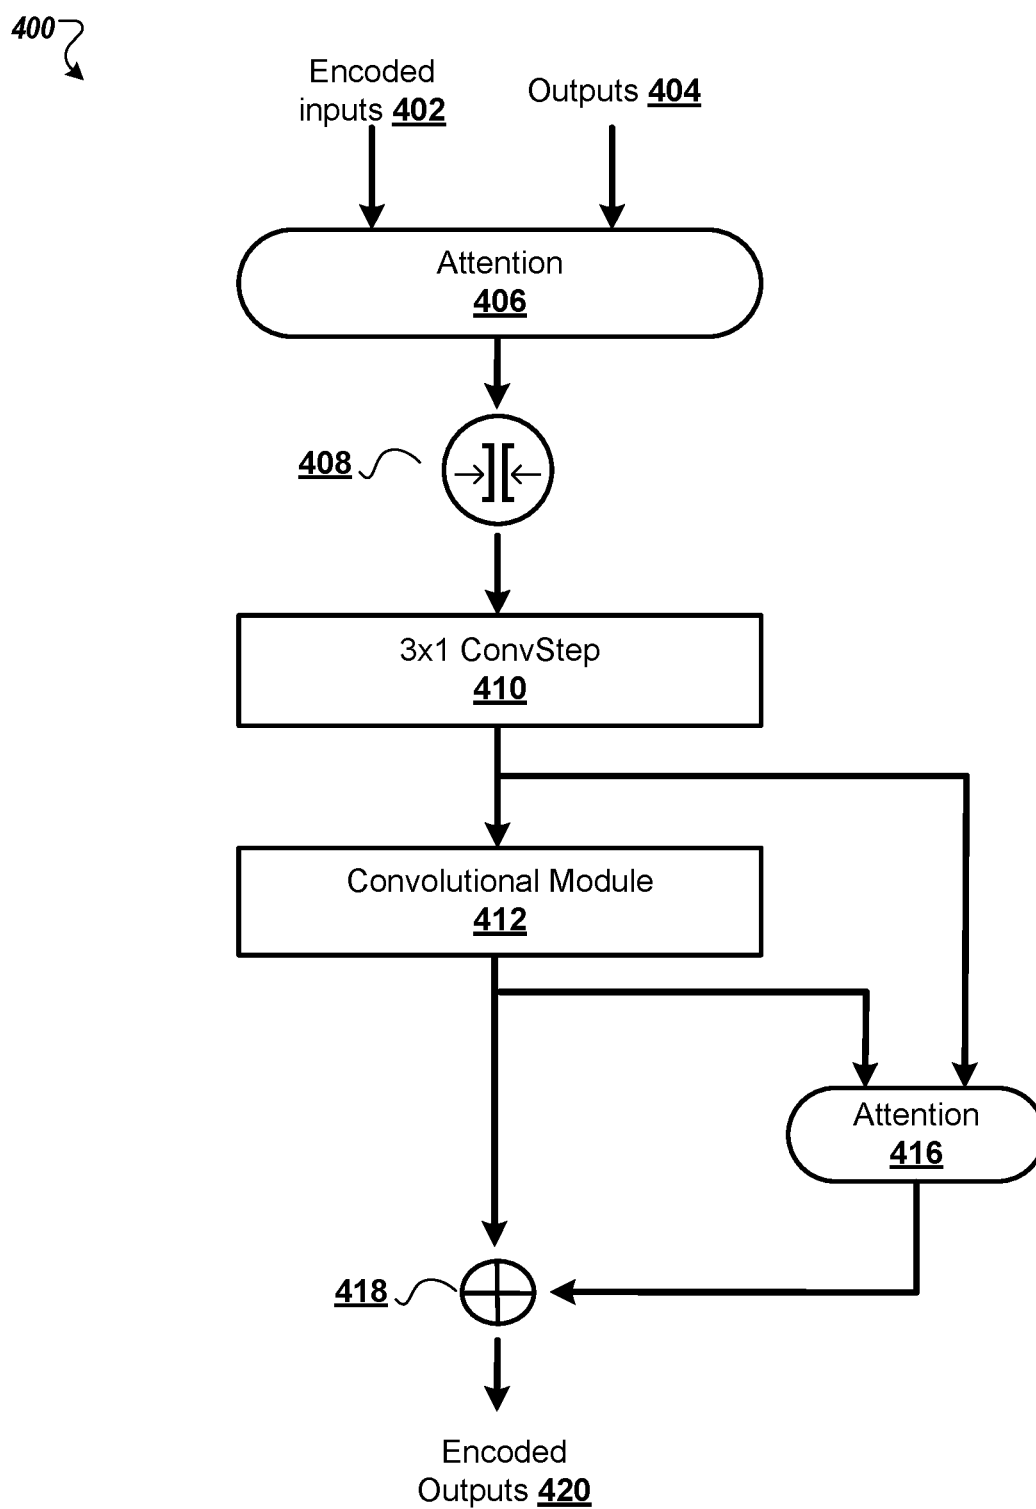 400
Encoded
inputs 402
Outputs 404
Attention
406
408
3x1 ConvStep
410
Convolutional Module
412
Attention
416
418
Encoded
Outputs 420